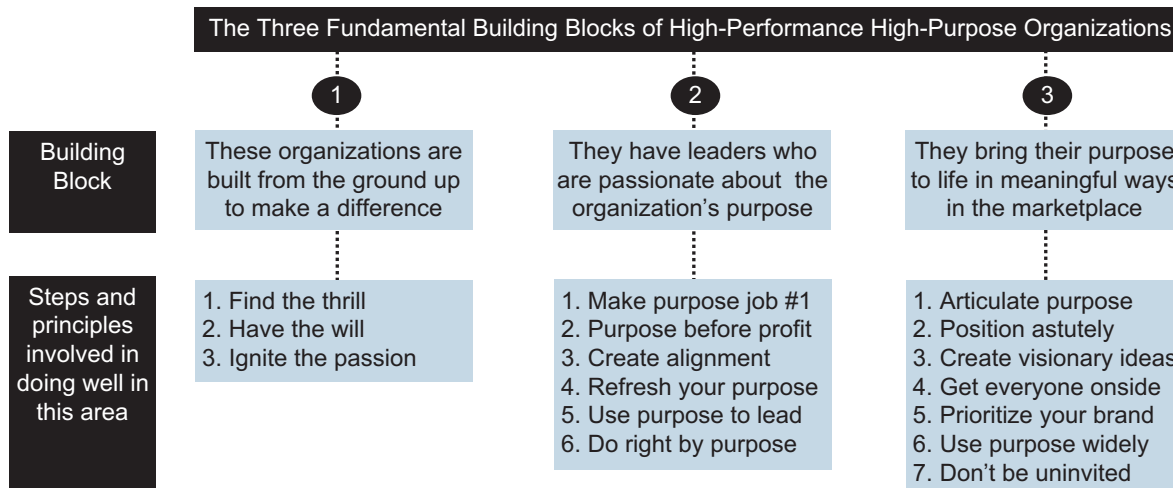 The Three Fundamental Building Blocks of High-Performance High-Purpose Organizations
1
2
3
Building
Block
These organizations are
built from the ground up
to make a difference
They have leaders who
are passionate about the
organization's purpose
They bring their purpose
to life in meaningful ways
in the marketplace
Steps and
principles
involved in
doing well in
this area
1. Find the thrill
2. Have the will
3. Ignite the passion
1. Make purpose job #1
2. Purpose before profit
3. Create alignment
4. Refresh your purpose
5. Use purpose to lead
6. Do right by purpose
1. Articulate purpose
2. Position astutely
3. Create visionary ideas
4. Get everyone onside
5. Prioritize your brand
6. Use purpose widely
7. Don't be uninvited